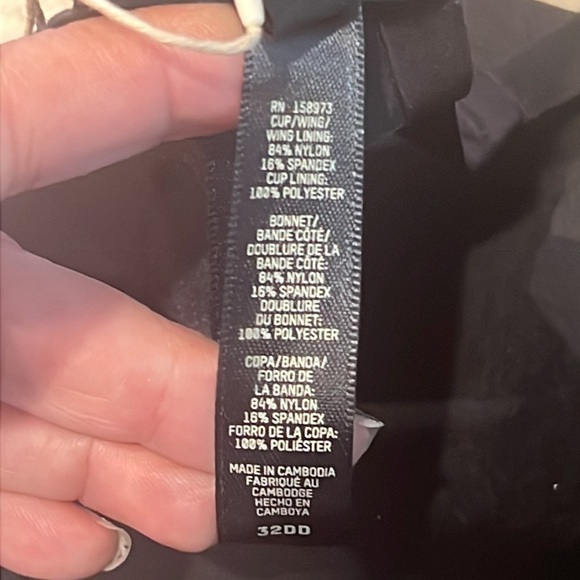 RN 158973
CUP/WING/
WING LINING:
84% NYLON
16% SPANDEX
CUP LINING:
100% POLYESTER
BONNET/
BANDE CÔTÉ/
DOUBLURE DE LA
BANDE CÔTÉ:
84% NYLON
16% SPANDEX
DOUBLURE
DU BONNET:
100% POLYESTER
COPA/BANDA/
FORRO DE
LA BANDA:
84% NYLON
16% SPANDEX
FORRO DE LA COPA:
100% POLIÉSTER
MADE IN CAMBODIA
FABRIQUÉ AU
CAMBODGE
HECHO EN
CAMBOYA
32DD